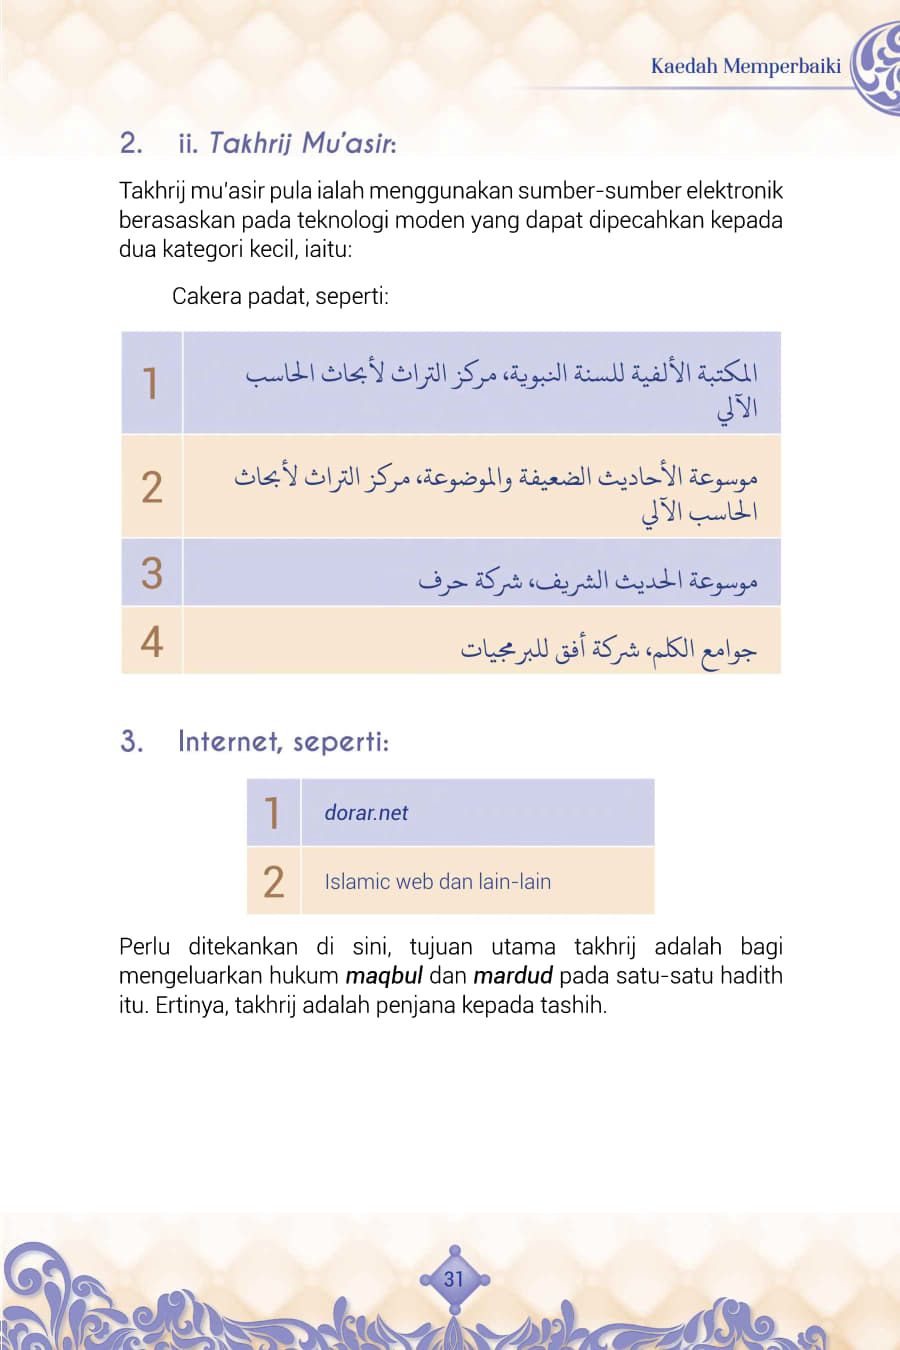 Kaedah Memperbaiki
2. ii. Takhrij Mu'asir:
Takhrij mu'asir pula ialah menggunakan sumber-sumber elektronik
berasaskan pada teknologi moden yang dapat dipecahkan kepada
dua kategori kecil, iaitu:
Cakera padat, seperti:
1
المكتبة الألفية للسنة النبوية، مركز التراث لأبحاث الحاسب
الآلي
2
موسوعة الأحاديث الضعيفة والموضوعة، مركز التراث لأبحاث
الحاسب الآلي
3
موسوعة الحديث الشريف، شركة حرف
4
جوامع الكلم، شركة أفق للبرمجيات
3. Internet, seperti:
1 dorar.net
2 Islamic web dan lain-lain
Perlu ditekankan di sini, tujuan utama takhrij adalah bagi
mengeluarkan hukum maqbul dan mardud pada satu-satu hadith
itu. Ertinya, takhrij adalah penjana kepada tashih.
31